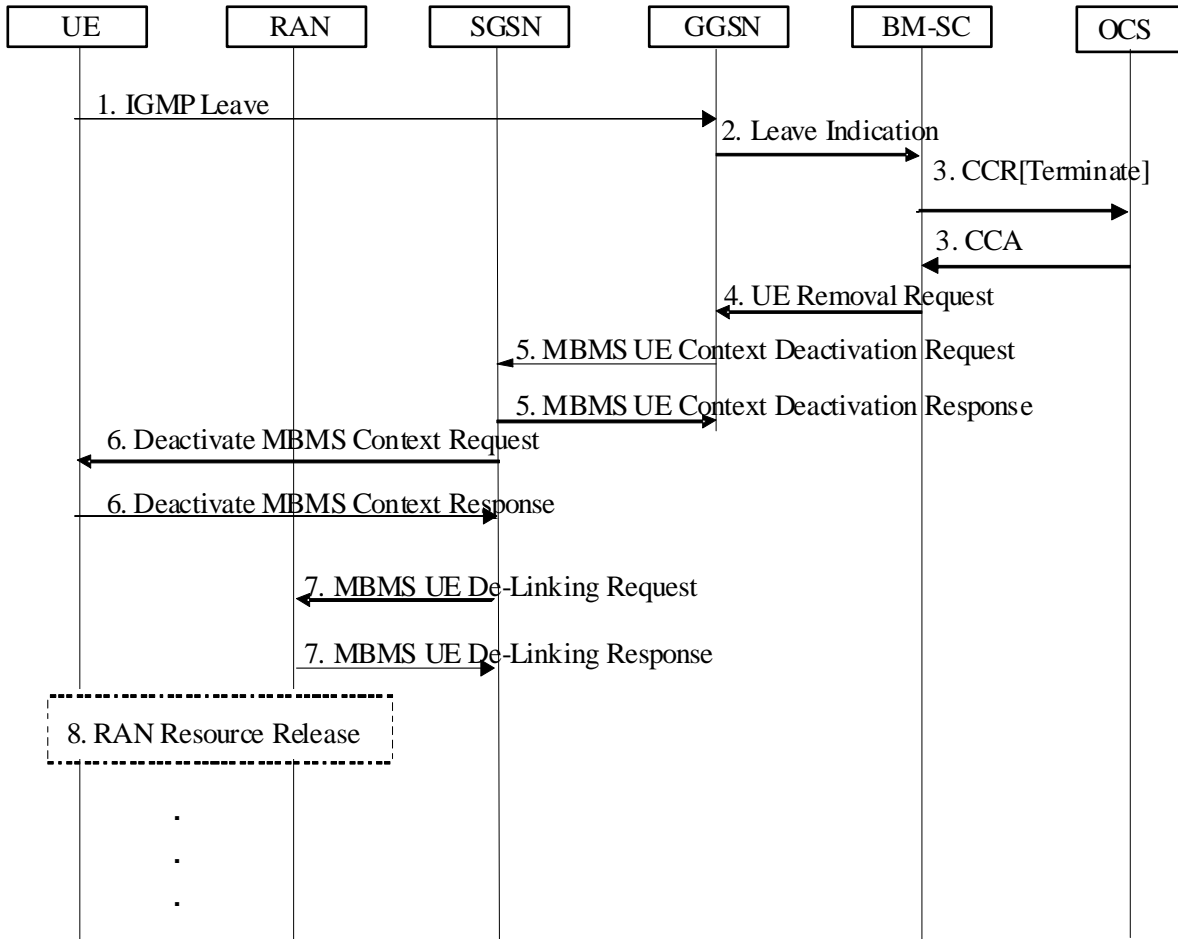 UE RAN SGSN GGSN BM-SC OCS
1. IGMP Leave
2. Leave Indication
3. CCR[Terminate]
3. CCA
4. UE Removal Request
5. MBMS UE Context Deactivation Request
5. MBMS UE Context Deactivation Response
6. Deactivate MBMS Context Request
6. Deactivate MBMS Context Response
7. MBMS UE De-Linking Request
7. MBMS UE De-Linking Response
8. RAN Resource Release
.
.
.